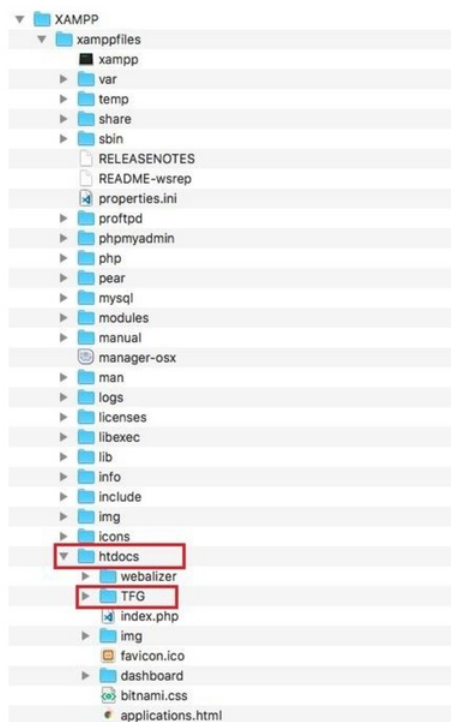 XAMPP
xamppfiles
xampp
var
temp
share
sbin
RELEASENOTES
README-wsrep
properties.ini
proftpd
phpmyadmin
php
pear
mysql
modules
manual
manager-osx
man
logs
licenses
libexec
lib
info
include
img
icons
htdocs
webalizer
TFG
index.php
img
favicon.ico
dashboard
bitnami.css
applications.html